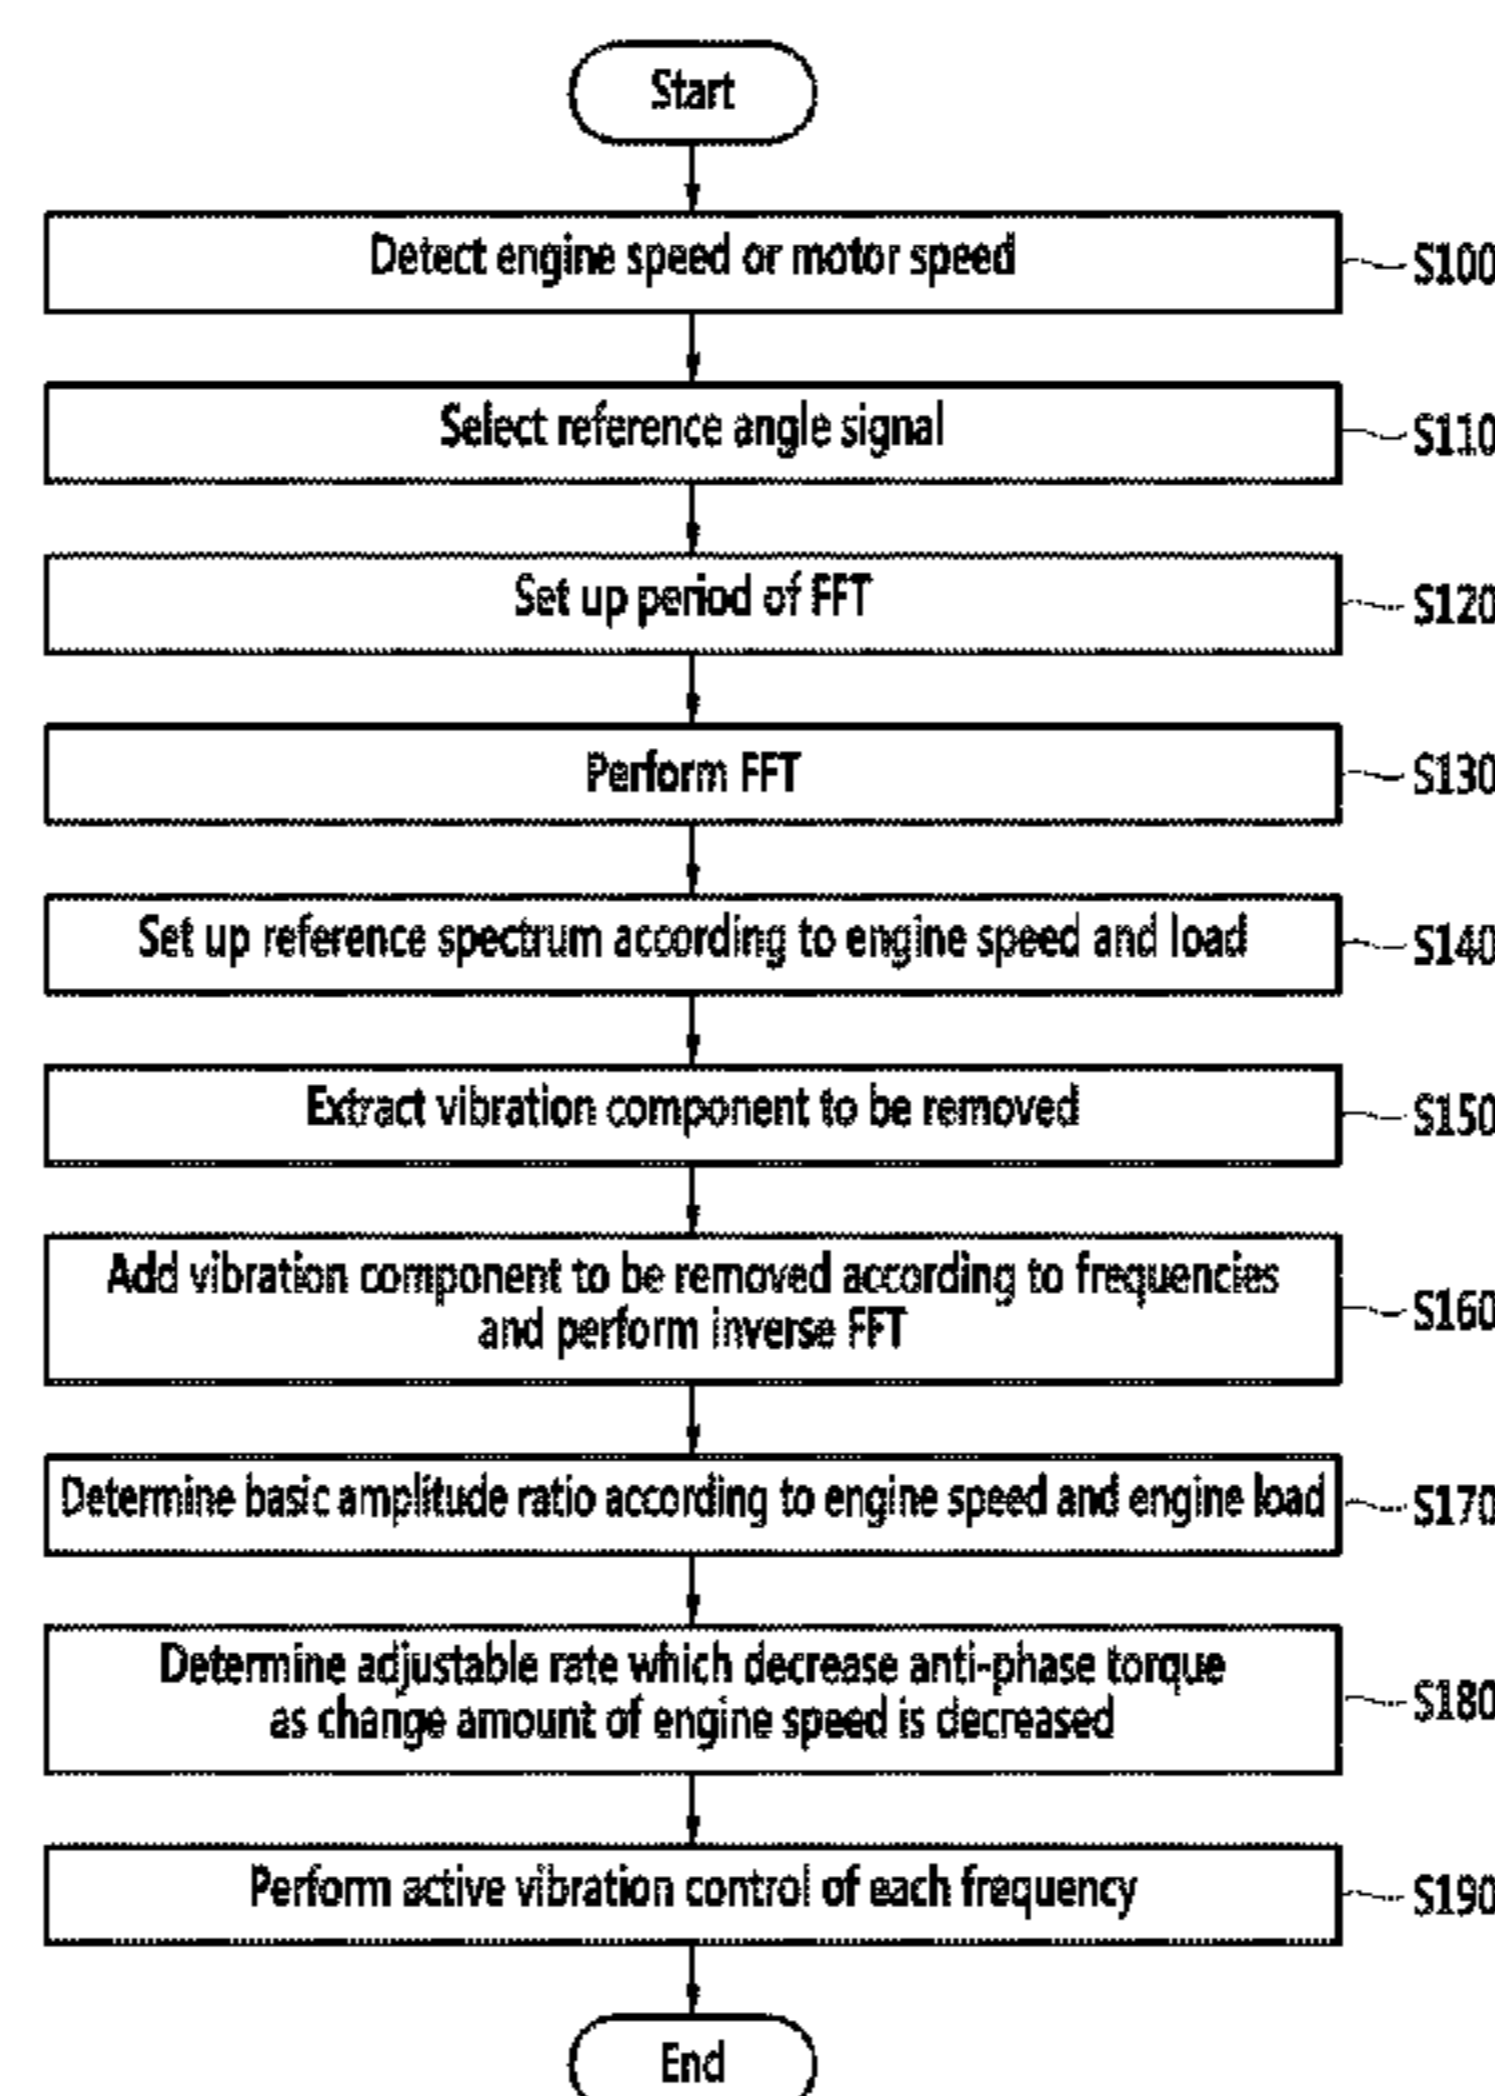 Start
Detect engine speed or motor speed
S100
Select reference angle signal
S110
Set up period of FFT
S120
Perform FFT
S130
Set up reference spectrum according to engine speed and load
S140
Extract vibration component to be removed
S150
Add vibration component to be removed according to frequencies
and perform inverse FFT
S160
Determine basic amplitude ratio according to engine speed and engine load
S170
Determine adjustable rate which decrease anti-phase torque
as change amount of engine speed is decreased
S180
Perform active vibration control of each frequency
S190
End